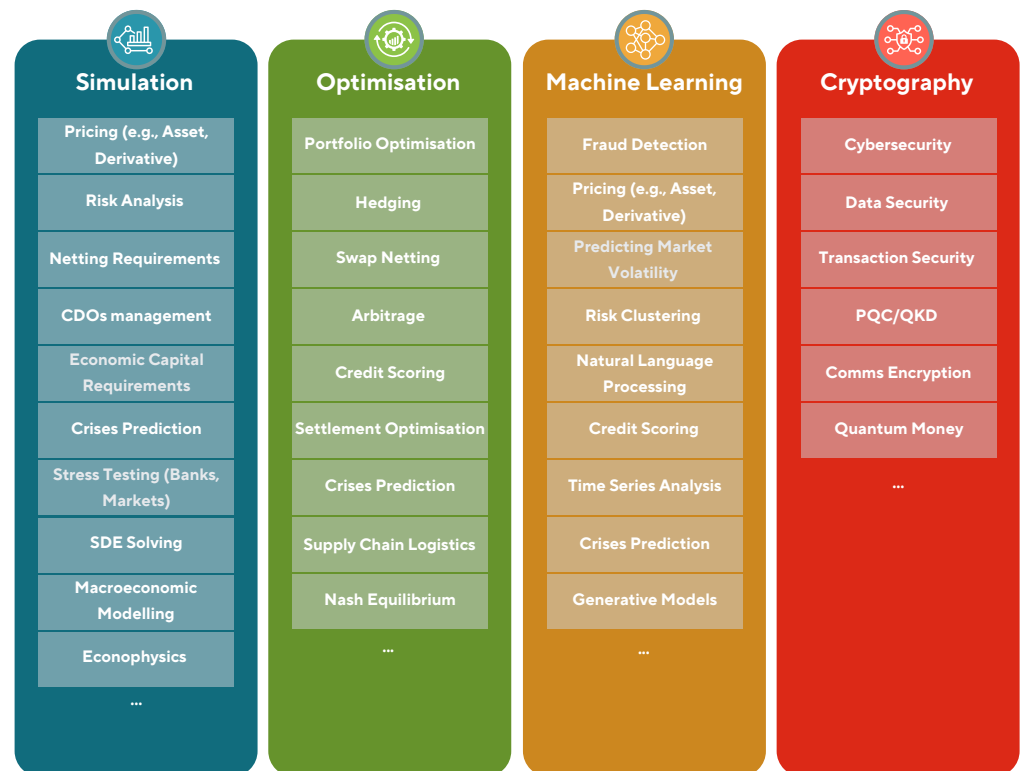 Simulation
Pricing (e.g., Asset,
Derivative)
Risk Analysis
Netting Requirements
CDOs management
Economic Capital
Requirements
Crises Prediction
Stress Testing (Banks,
Markets)
SDE Solving
Macroeconomic
Modelling
Econophysics
...
Optimisation
Portfolio Optimisation
Hedging
Swap Netting
Arbitrage
Credit Scoring
Settlement Optimisation
Crises Prediction
Supply Chain Logistics
Nash Equilibrium
...
Machine Learning
Fraud Detection
Pricing (e.g., Asset,
Derivative)
Predicting Market
Volatility
Risk Clustering
Natural Language
Processing
Credit Scoring
Time Series Analysis
Crises Prediction
Generative Models
...
Cryptography
Cybersecurity
Data Security
Transaction Security
PQC/QKD
Comms Encryption
Quantum Money
...